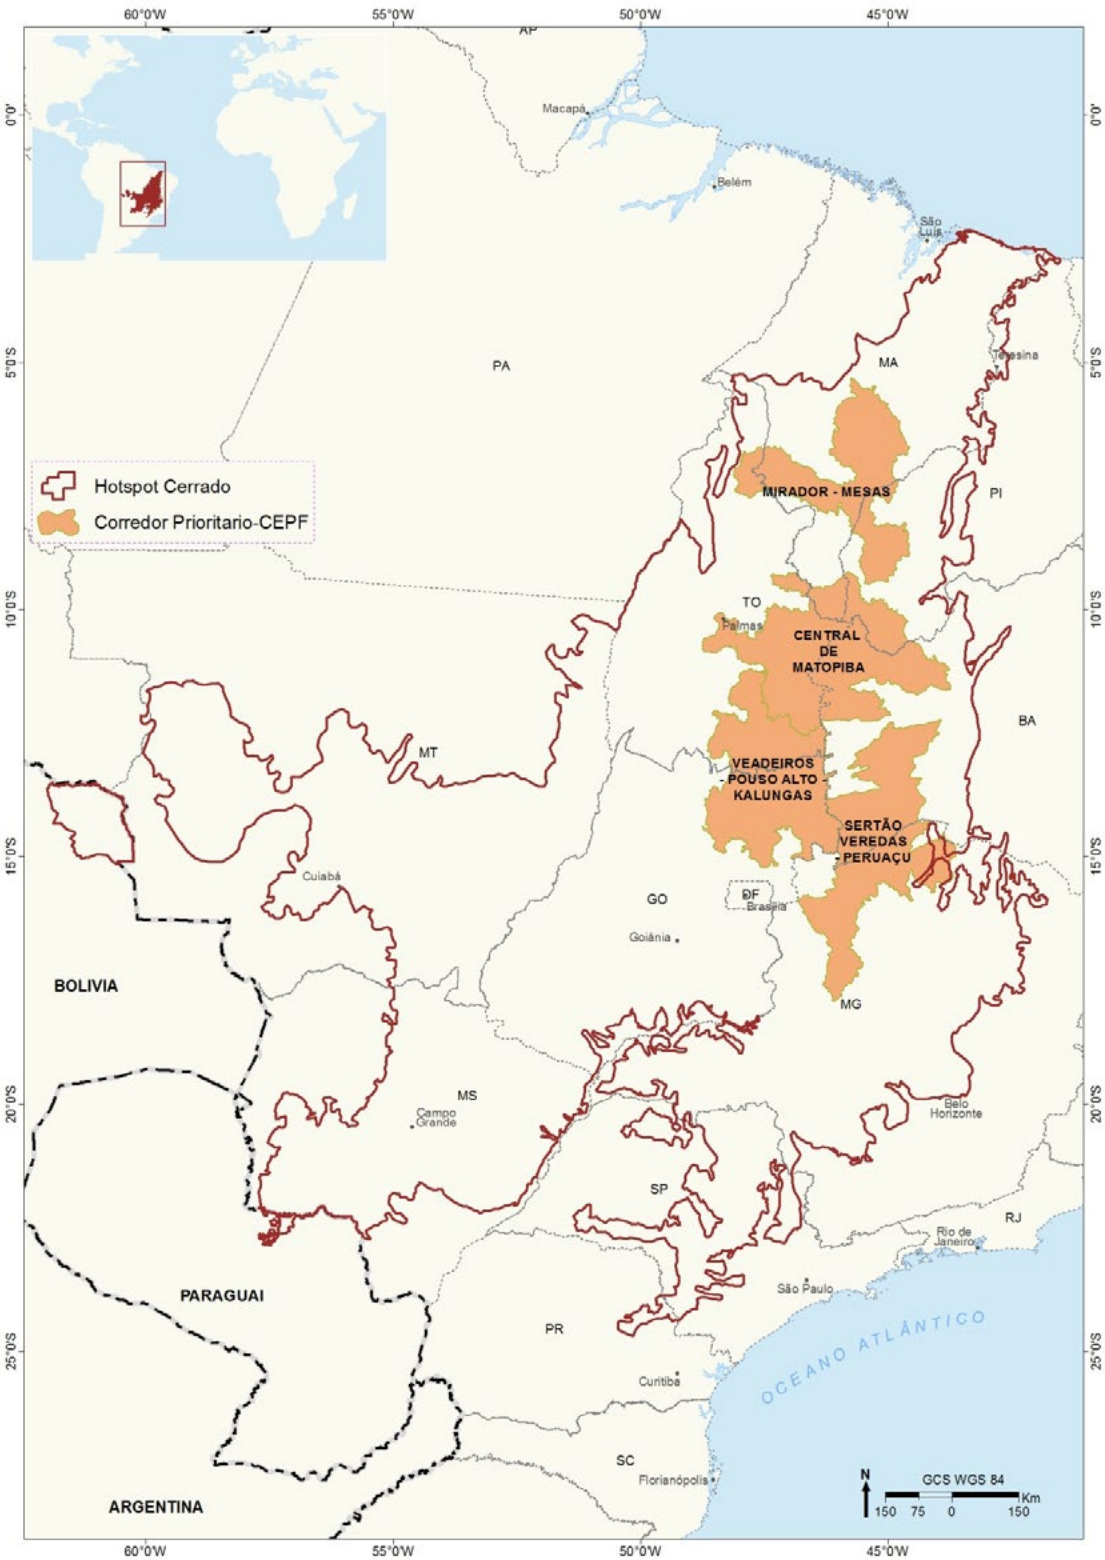 60°0'W 55°0'W 50°0'W 45°0'W
AP
0°0'
0°0'
Macapá
Belém
São
Luís
5°0'S
5°0'S
PA
MA
Teresina
Hotspot Cerrado
Corredor Prioritario-CEPF
MIRADOR - MESAS
PI
10°0'S
10°0'S
TO
Palmas
CENTRAL
DE
MATOPIBA
BA
MT
VEADEIROS
- POUSO ALTO -
KALUNGAS
SERTÃO
VEREDAS
- PERUAÇU
15°0'S
15°0'S
Cuiabá
GO
DF
Brasília
Goiânia
BOLIVIA
MG
MS
Campo
Grande
20°0'S
20°0'S
Belo
Horizonte
SP
RJ
Rio de
Janeiro
São Paulo
PARAGUAI
PR
OCEANO ATLÂNTICO
25°0'S
25°0'S
Curitiba
SC
Florianópolis
ARGENTINA
N
GCS WGS 84
150 75 0 150 Km
60°0'W 55°0'W 50°0'W 45°0'W